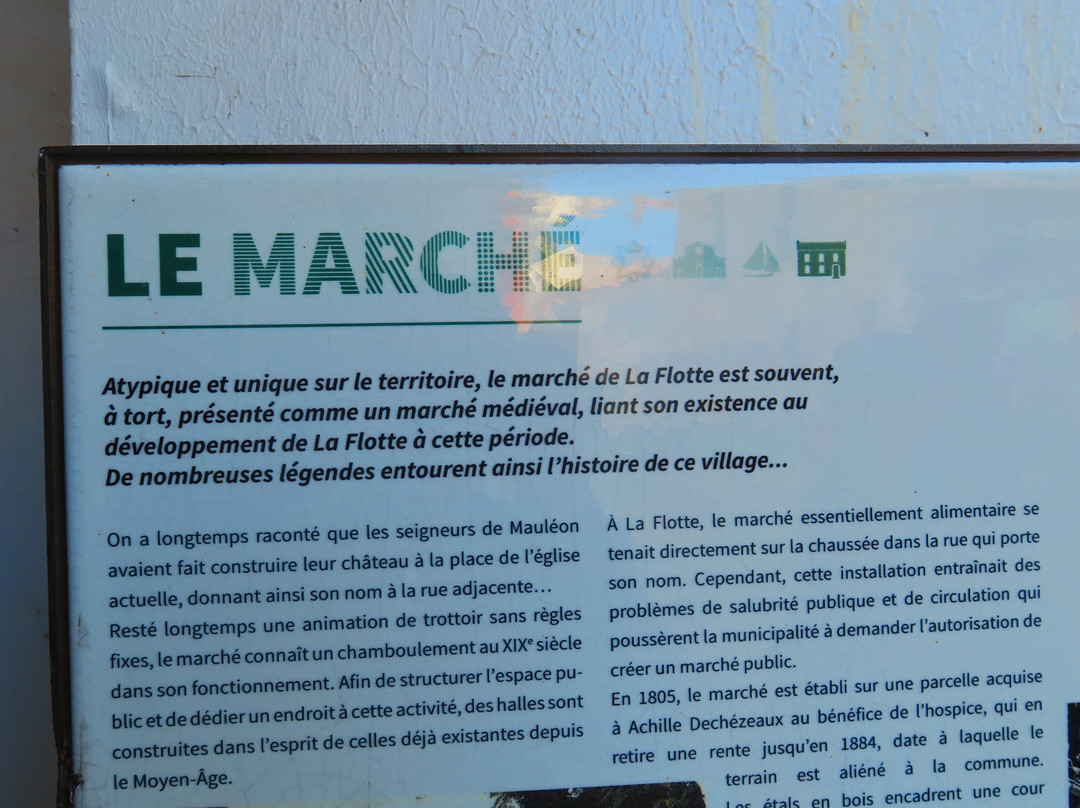 LE MARCHÉ
Atypique et unique sur le territoire, le marché de La Flotte est souvent,
à tort, présenté comme un marché médiéval, liant son existence au
développement de La Flotte à cette période.
De nombreuses légendes entourent ainsi l'histoire de ce village...
On a longtemps raconté que les seigneurs de Mauléon
avaient fait construire leur château à la place de l'église
actuelle, donnant ainsi son nom à la rue adjacente...
Resté longtemps une animation de trottoir sans règles
fixes, le marché connaît un chamboulement au XIXe siècle
dans son fonctionnement. Afin de structurer l'espace pu-
blic et de dédier un endroit à cette activité, des halles sont
construites dans l'esprit de celles déjà existantes depuis
le Moyen-Âge.
À La Flotte, le marché essentiellement alimentaire se
tenait directement sur la chaussée dans la rue qui porte
son nom. Cependant, cette installation entraînait des
problèmes de salubrité publique et de circulation qui
poussèrent la municipalité à demander l'autorisation de
créer un marché public.
En 1805, le marché est établi sur une parcelle acquise
à Achille Dechézeaux au bénéfice de l'hospice, qui en
retire une rente jusqu'en 1884, date à laquelle le
terrain est aliéné à la commune.
Les étals en bois encadrent une cour